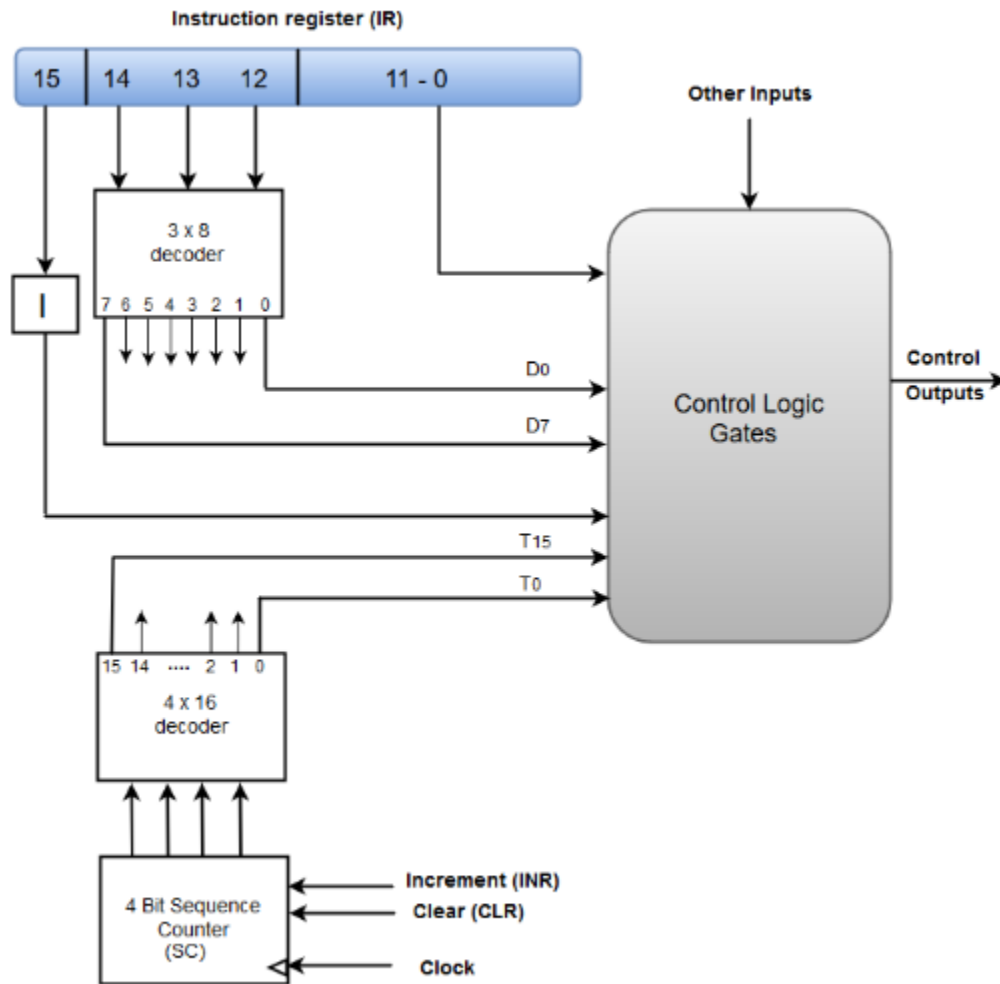 Instruction register (IR)
15 14 13 12 11 - 0
Other Inputs
3 x 8
decoder
7 6 5 4 3 2 1 0
I
D0
Control
Outputs
Control Logic
Gates
D7
T15
T0
15 14 .... 2 1 0
4 x 16
decoder
4 Bit Sequence
Counter
(SC)
Increment (INR)
Clear (CLR)
Clock